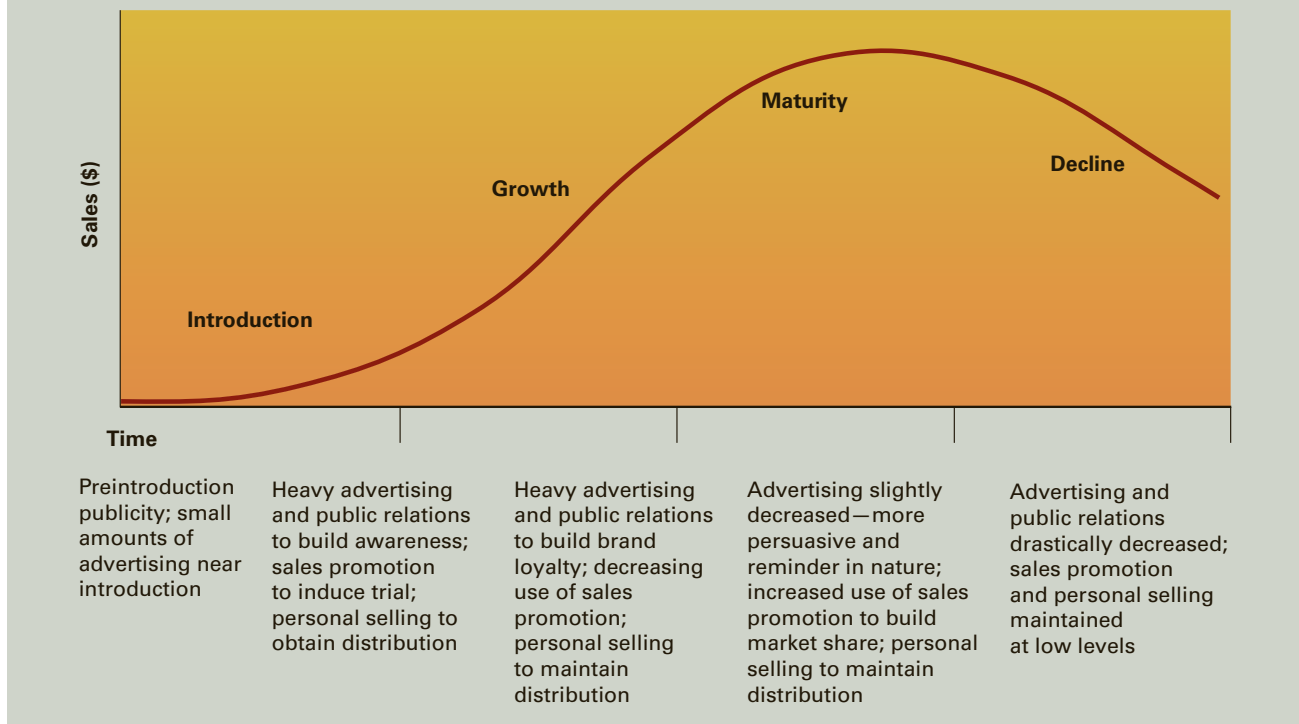 Sales ($)
Introduction
Growth
Maturity
Decline
Time
Preintroduction
publicity; small
amounts of
advertising near
introduction
Heavy advertising
and public relations
to build awareness;
sales promotion
to induce trial;
personal selling to
obtain distribution
Heavy advertising
and public relations
to build brand
loyalty; decreasing
use of sales
promotion;
personal selling
to maintain
distribution
Advertising slightly
decreased—more
persuasive and
reminder in nature;
increased use of sales
promotion to build
market share; personal
selling to maintain
distribution
Advertising and
public relations
drastically decreased;
sales promotion
and personal selling
maintained
at low levels